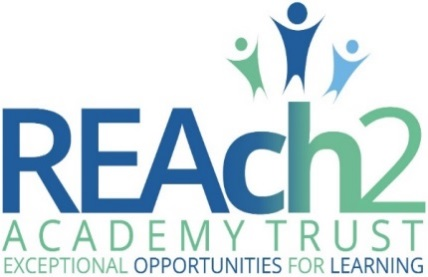 REAch2
ACADEMY TRUST
EXCEPTIONAL OPPORTUNITIES FOR LEARNING